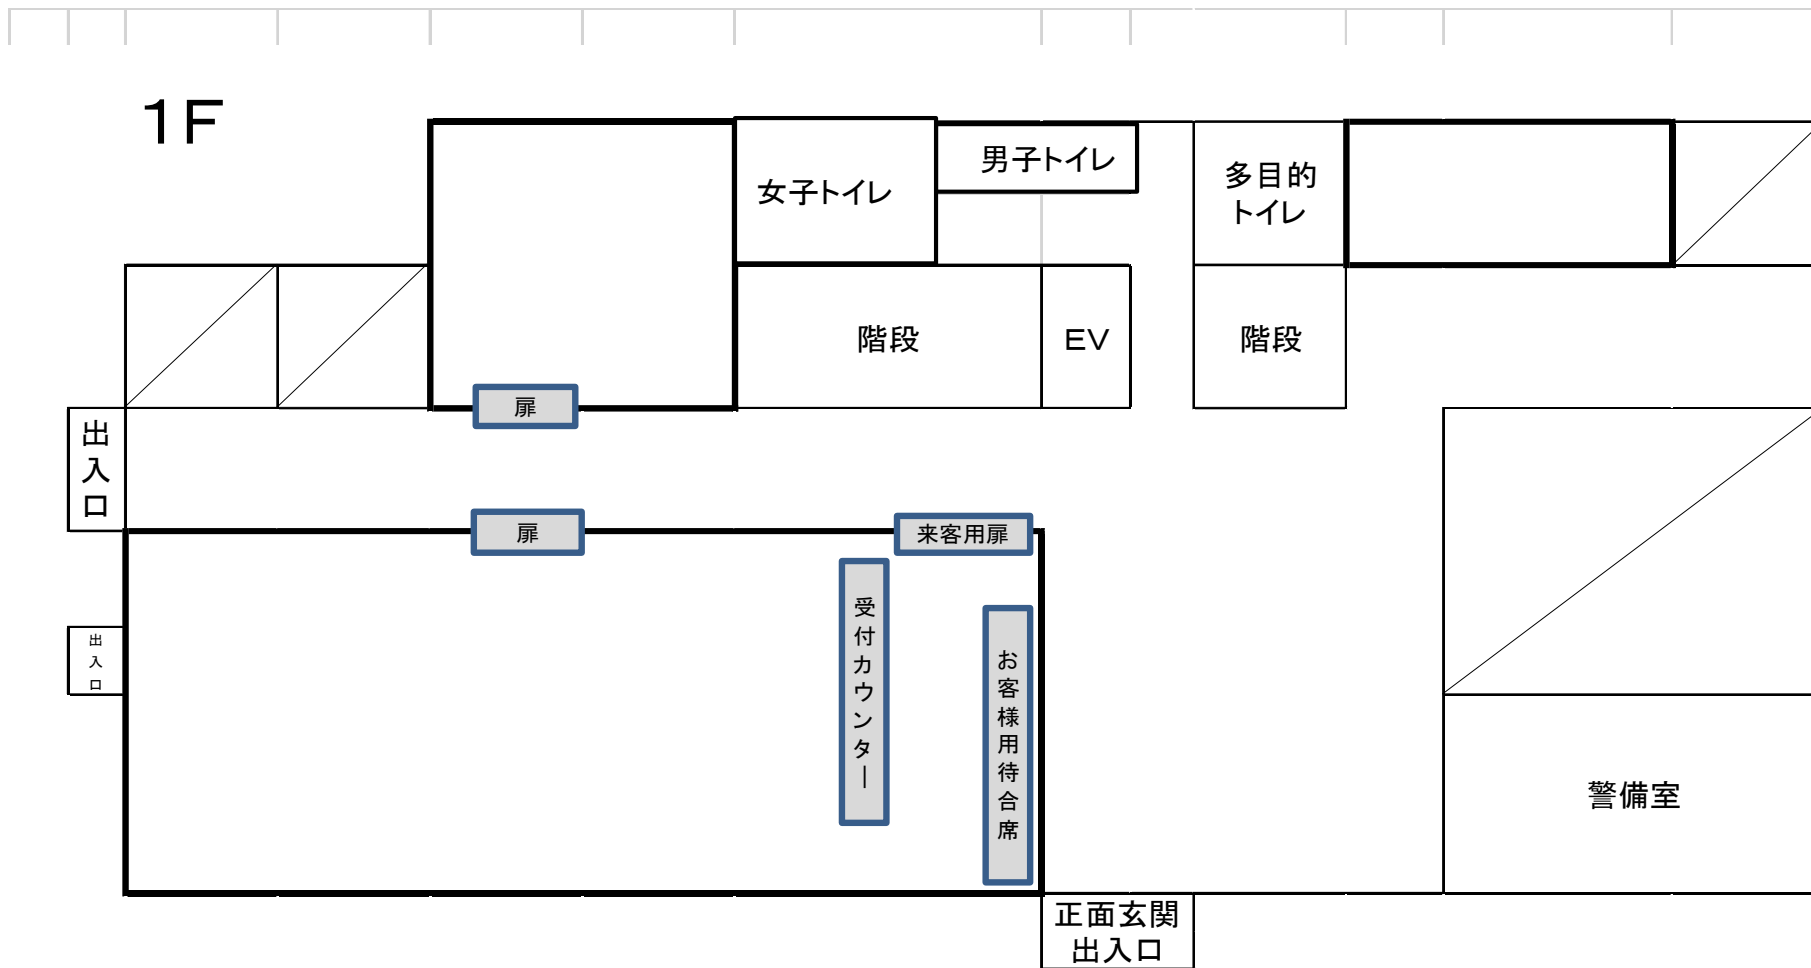 1F
女子トイレ
男子トイレ
多目的
トイレ
階段
EV
階段
扉
出入口
扉
来客用扉
受付カウンター
お客様用待合席
出入口
警備室
正面玄関
出入口